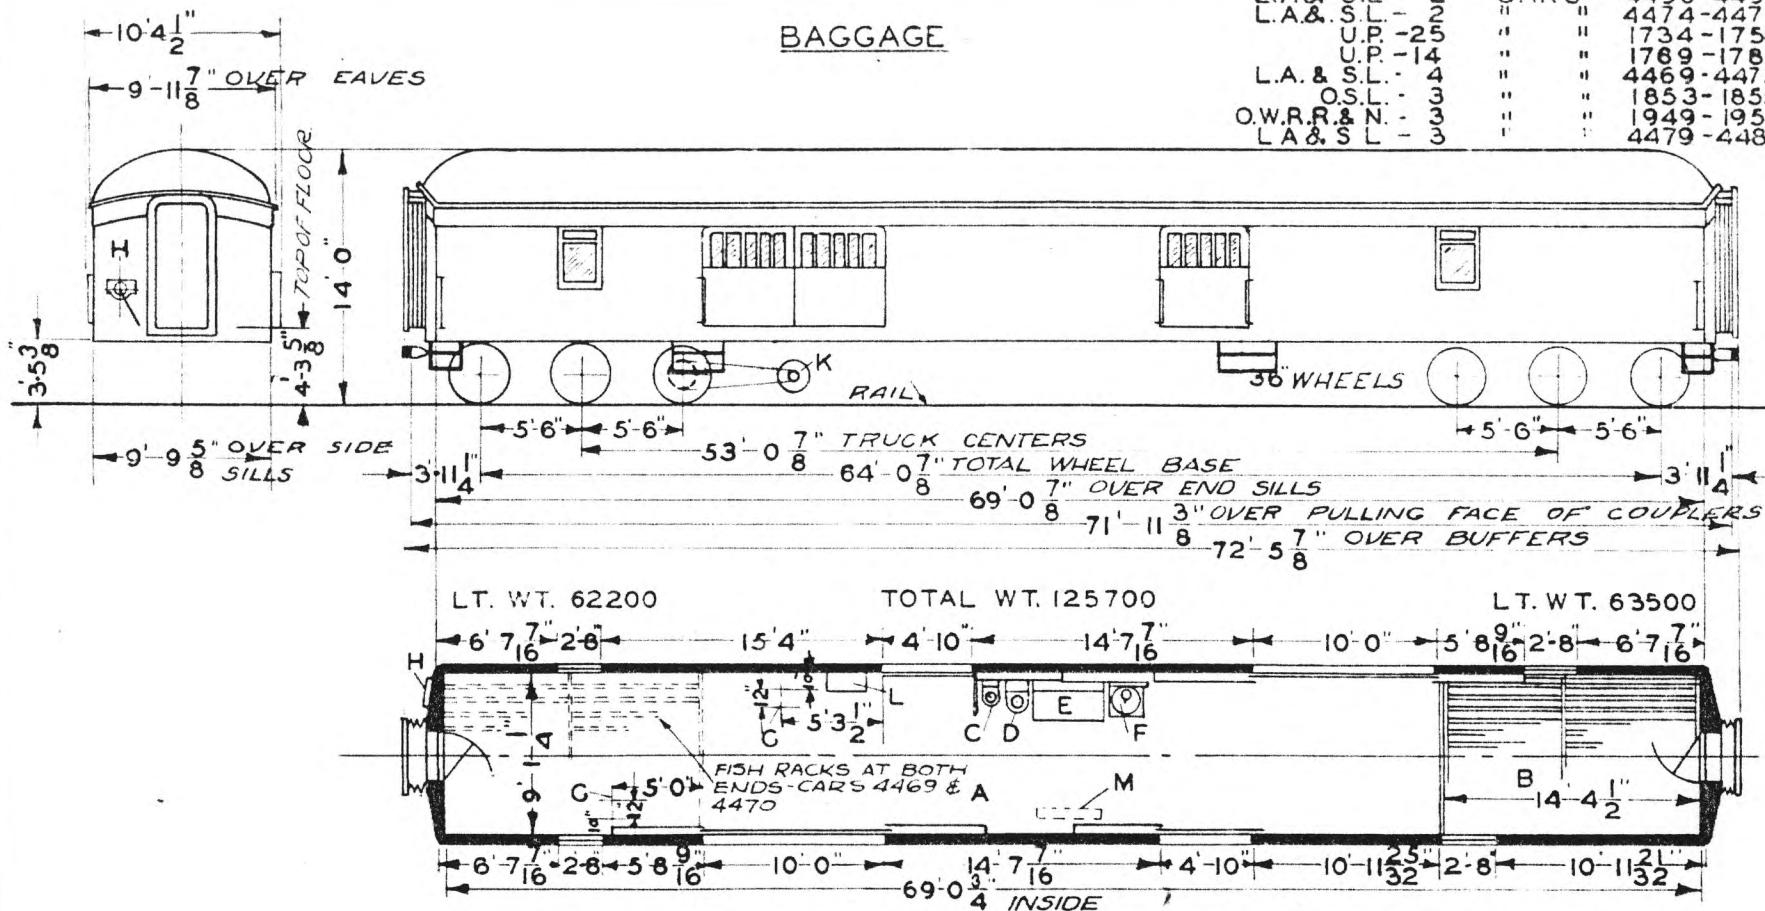 BAGGAGE
L.A.&. S.L. - 2 " " 4474-447
U.P. -25 " " 1734-175
U.P. -14 " " 1769-178
L.A. & S.L. - 4 " " 4469-447
O.S.L. - 3 " " 1853-185
O.W.R.R.& N. - 3 " " 1949-195
L A & S L - 3 " " 4479-448
10'4 1/2"
9'-11 7/8" OVER EAVES
TOP OF FLOOR
14'0"
H
3'-5 3/8"
4'-3 5/8"
9'-9 5/8" OVER SIDE
SILLS
K
RAIL
36" WHEELS
5'-6" 5'-6" 5'-6" 5'-6"
53'-0 7/8" TRUCK CENTERS
3'-11 1/4" 64'-0 7/8" TOTAL WHEEL BASE 3'11 1/4"
69'-0 7/8" OVER END SILLS
71'-11 3/8" OVER PULLING FACE OF COUPLERS
72'-5 7/8" OVER BUFFERS
LT. WT. 62200 TOTAL WT. 125700 LT. WT. 63500
6'-7 7/16" 2'-8" 15'4" 4'-10" 14'7 7/16" 10'-0" 5'8 9/16" 2'-8" 6'-7 7/16"
H
12" 10" L
G 5'3 1/2" C D E F
9'-1 1/4"
FISH RACKS AT BOTH
ENDS-CARS 4469 &
4470
G 5'0" A M B
10" 12" 14'-4 1/2"
6'-7 7/16" 2'-8" 5'-8 9/16" 10'-0" 14'7 7/16" 4'-10" 10'-11 25/32" 2'-8" 10'-11 21/32"
69'-0 3/4" INSIDE